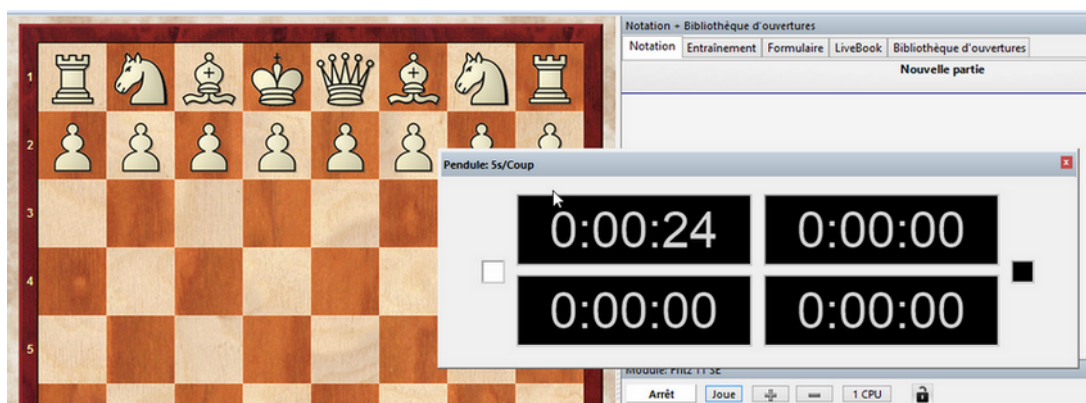 Notation + Bibliothèque d'ouvertures
Notation Entraînement Formulaire LiveBook Bibliothèque d'ouvertures
Nouvelle partie
1
2
3
4
5
Pendule: 5s/Coup
0:00:24 0:00:00
0:00:00 0:00:00
Module: Fritz 11 SE
Arrêt Joue 1 CPU